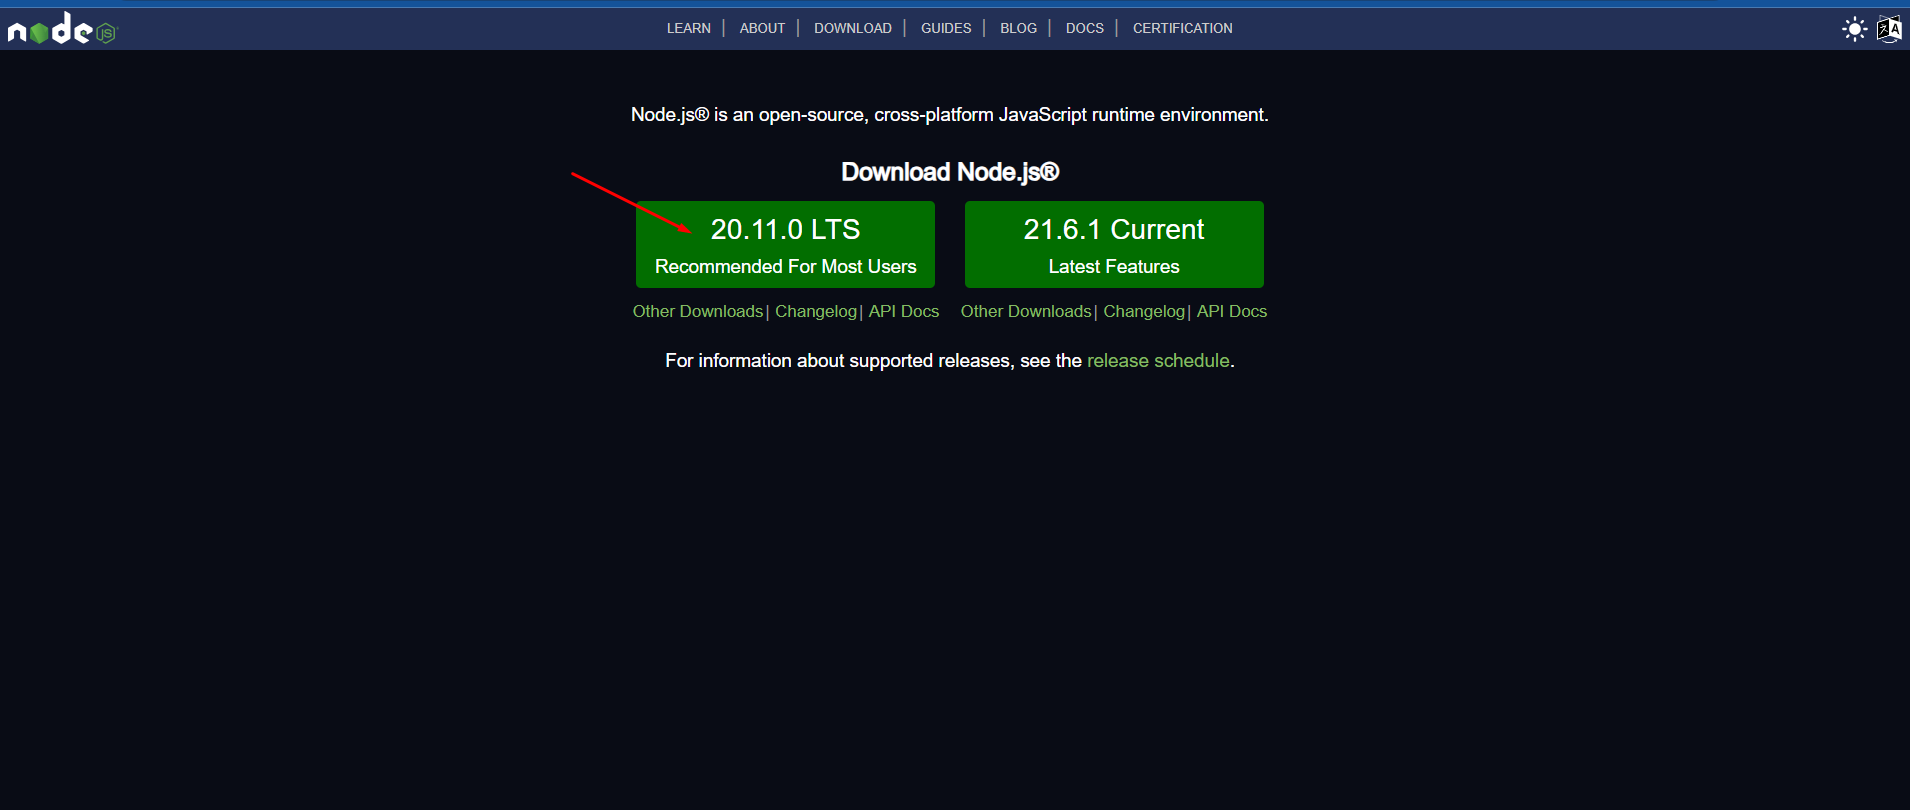 node JS
LEARN | ABOUT | DOWNLOAD | GUIDES | BLOG | DOCS | CERTIFICATION
Node.js® is an open-source, cross-platform JavaScript runtime environment.
Download Node.js®
20.11.0 LTS
Recommended For Most Users
21.6.1 Current
Latest Features
Other Downloads | Changelog | API Docs
Other Downloads | Changelog | API Docs
For information about supported releases, see the release schedule.